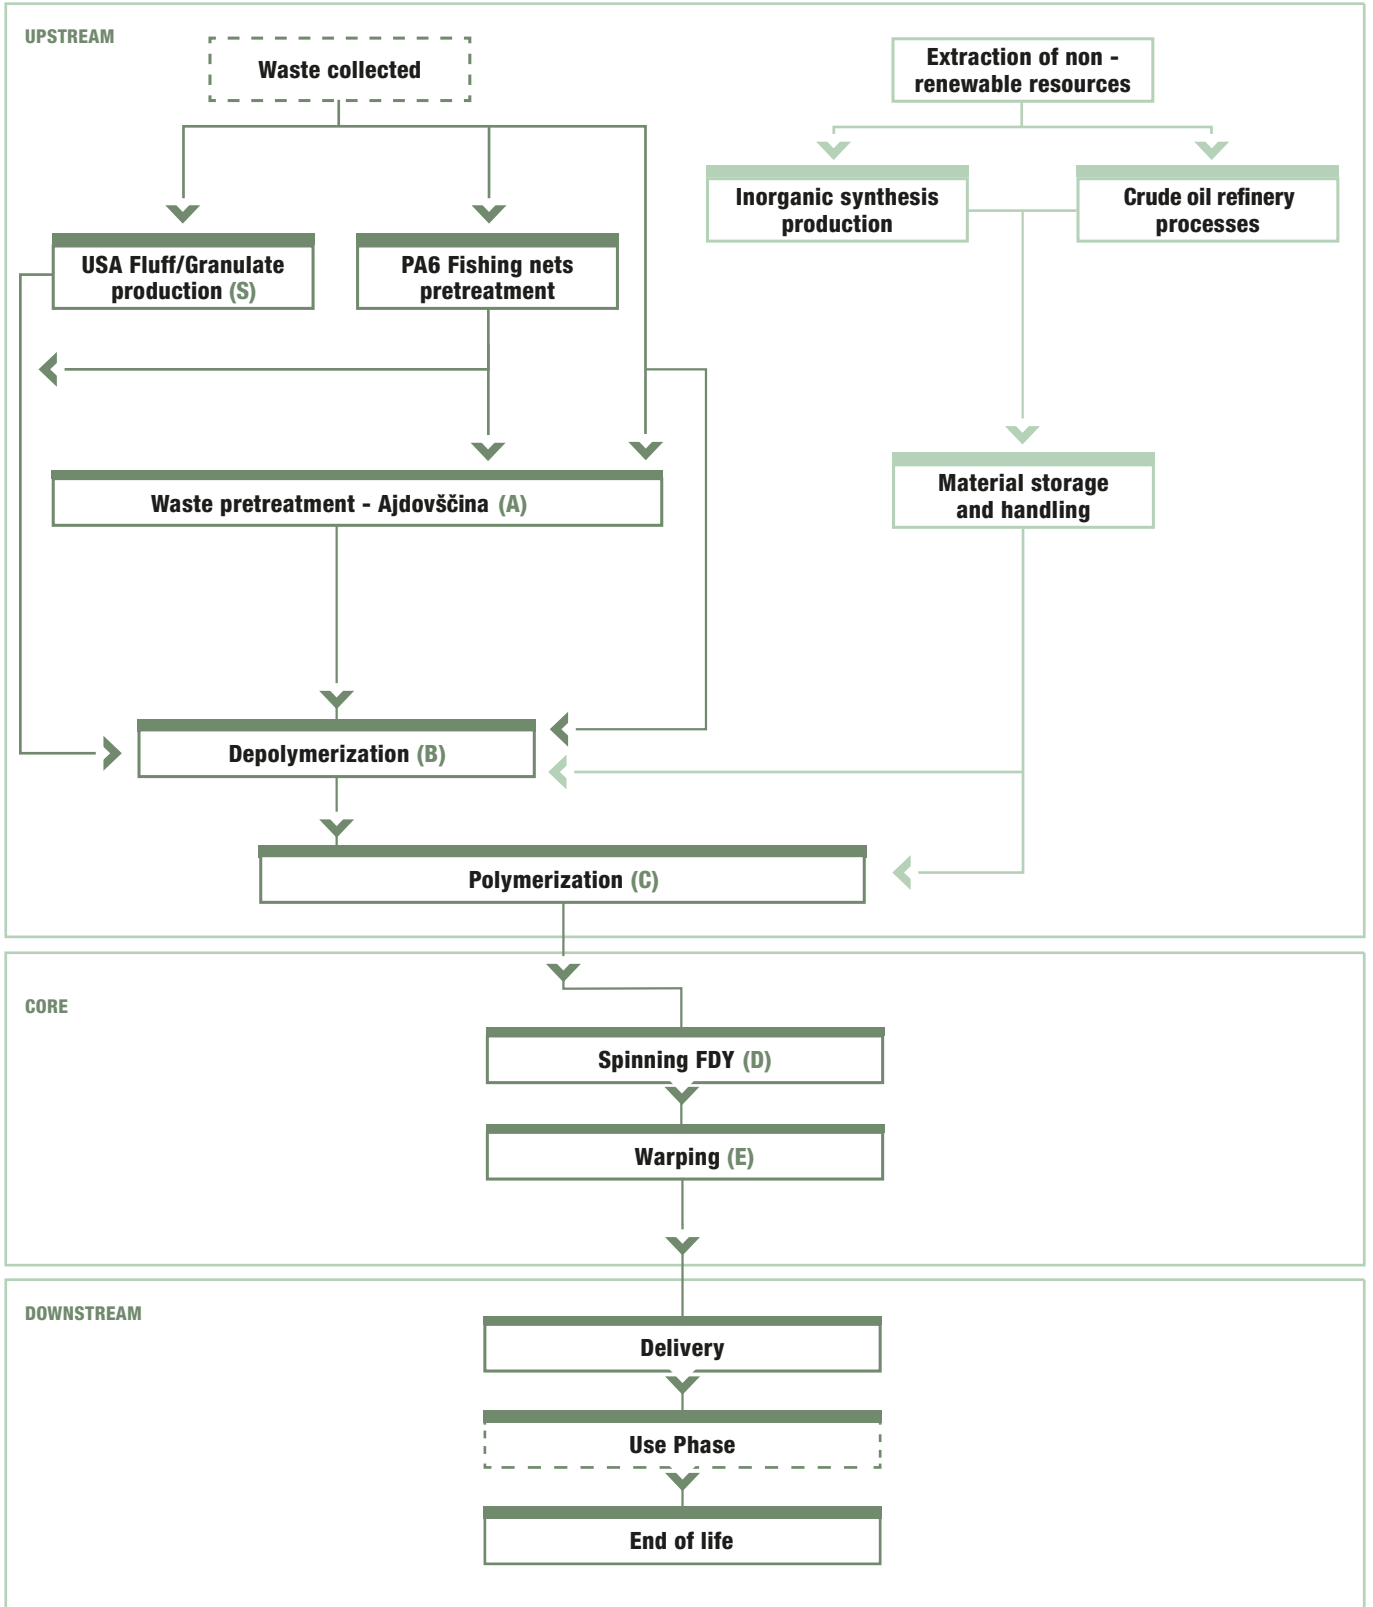 UPSTREAM
Waste collected
Extraction of non -
renewable resources
Inorganic synthesis
production
Crude oil refinery
processes
USA Fluff/Granulate
production (S)
PA6 Fishing nets
pretreatment
Waste pretreatment - Ajdovščina (A)
Material storage
and handling
Depolymerization (B)
Polymerization (C)
CORE
Spinning FDY (D)
Warping (E)
DOWNSTREAM
Delivery
Use Phase
End of life